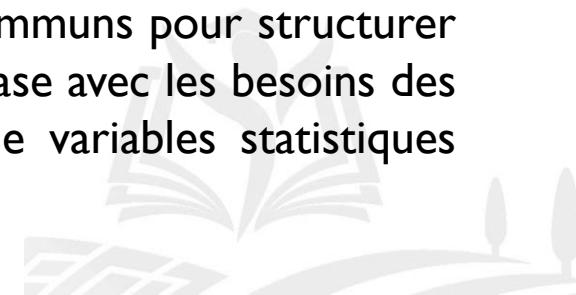 mmuns pour structurer
ase avec les besoins des
e variables statistiques